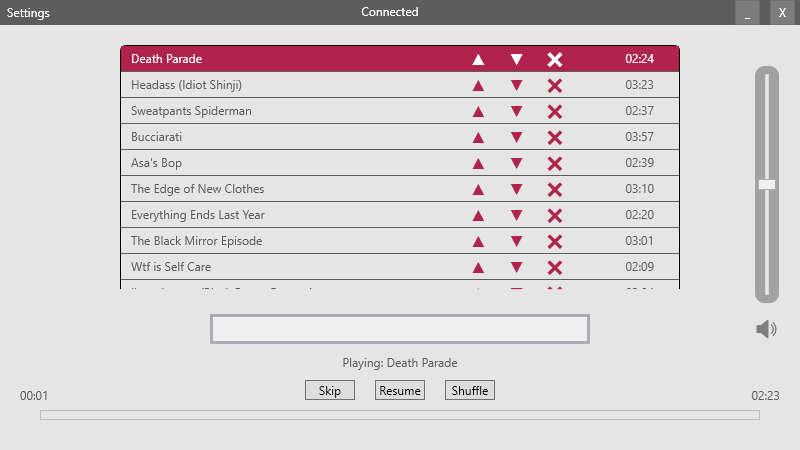 Settings Connected _ X
Death Parade 02:24
Headass (Idiot Shinji) 03:23
Sweatpants Spiderman 02:37
Bucciarati 03:57
Asa's Bop 02:39
The Edge of New Clothes 03:10
Everything Ends Last Year 02:20
The Black Mirror Episode 03:01
Wtf is Self Care 02:09
Playing: Death Parade
Skip Resume Shuffle
00:01 02:23